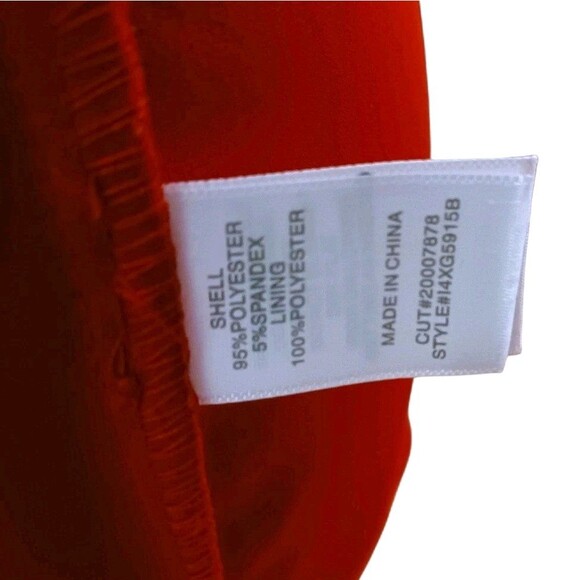 SHELL
95%POLYESTER
5%SPANDEX
LINING
100%POLYESTER
MADE IN CHINA
CUT#20007878
STYLE#I4XG5915B